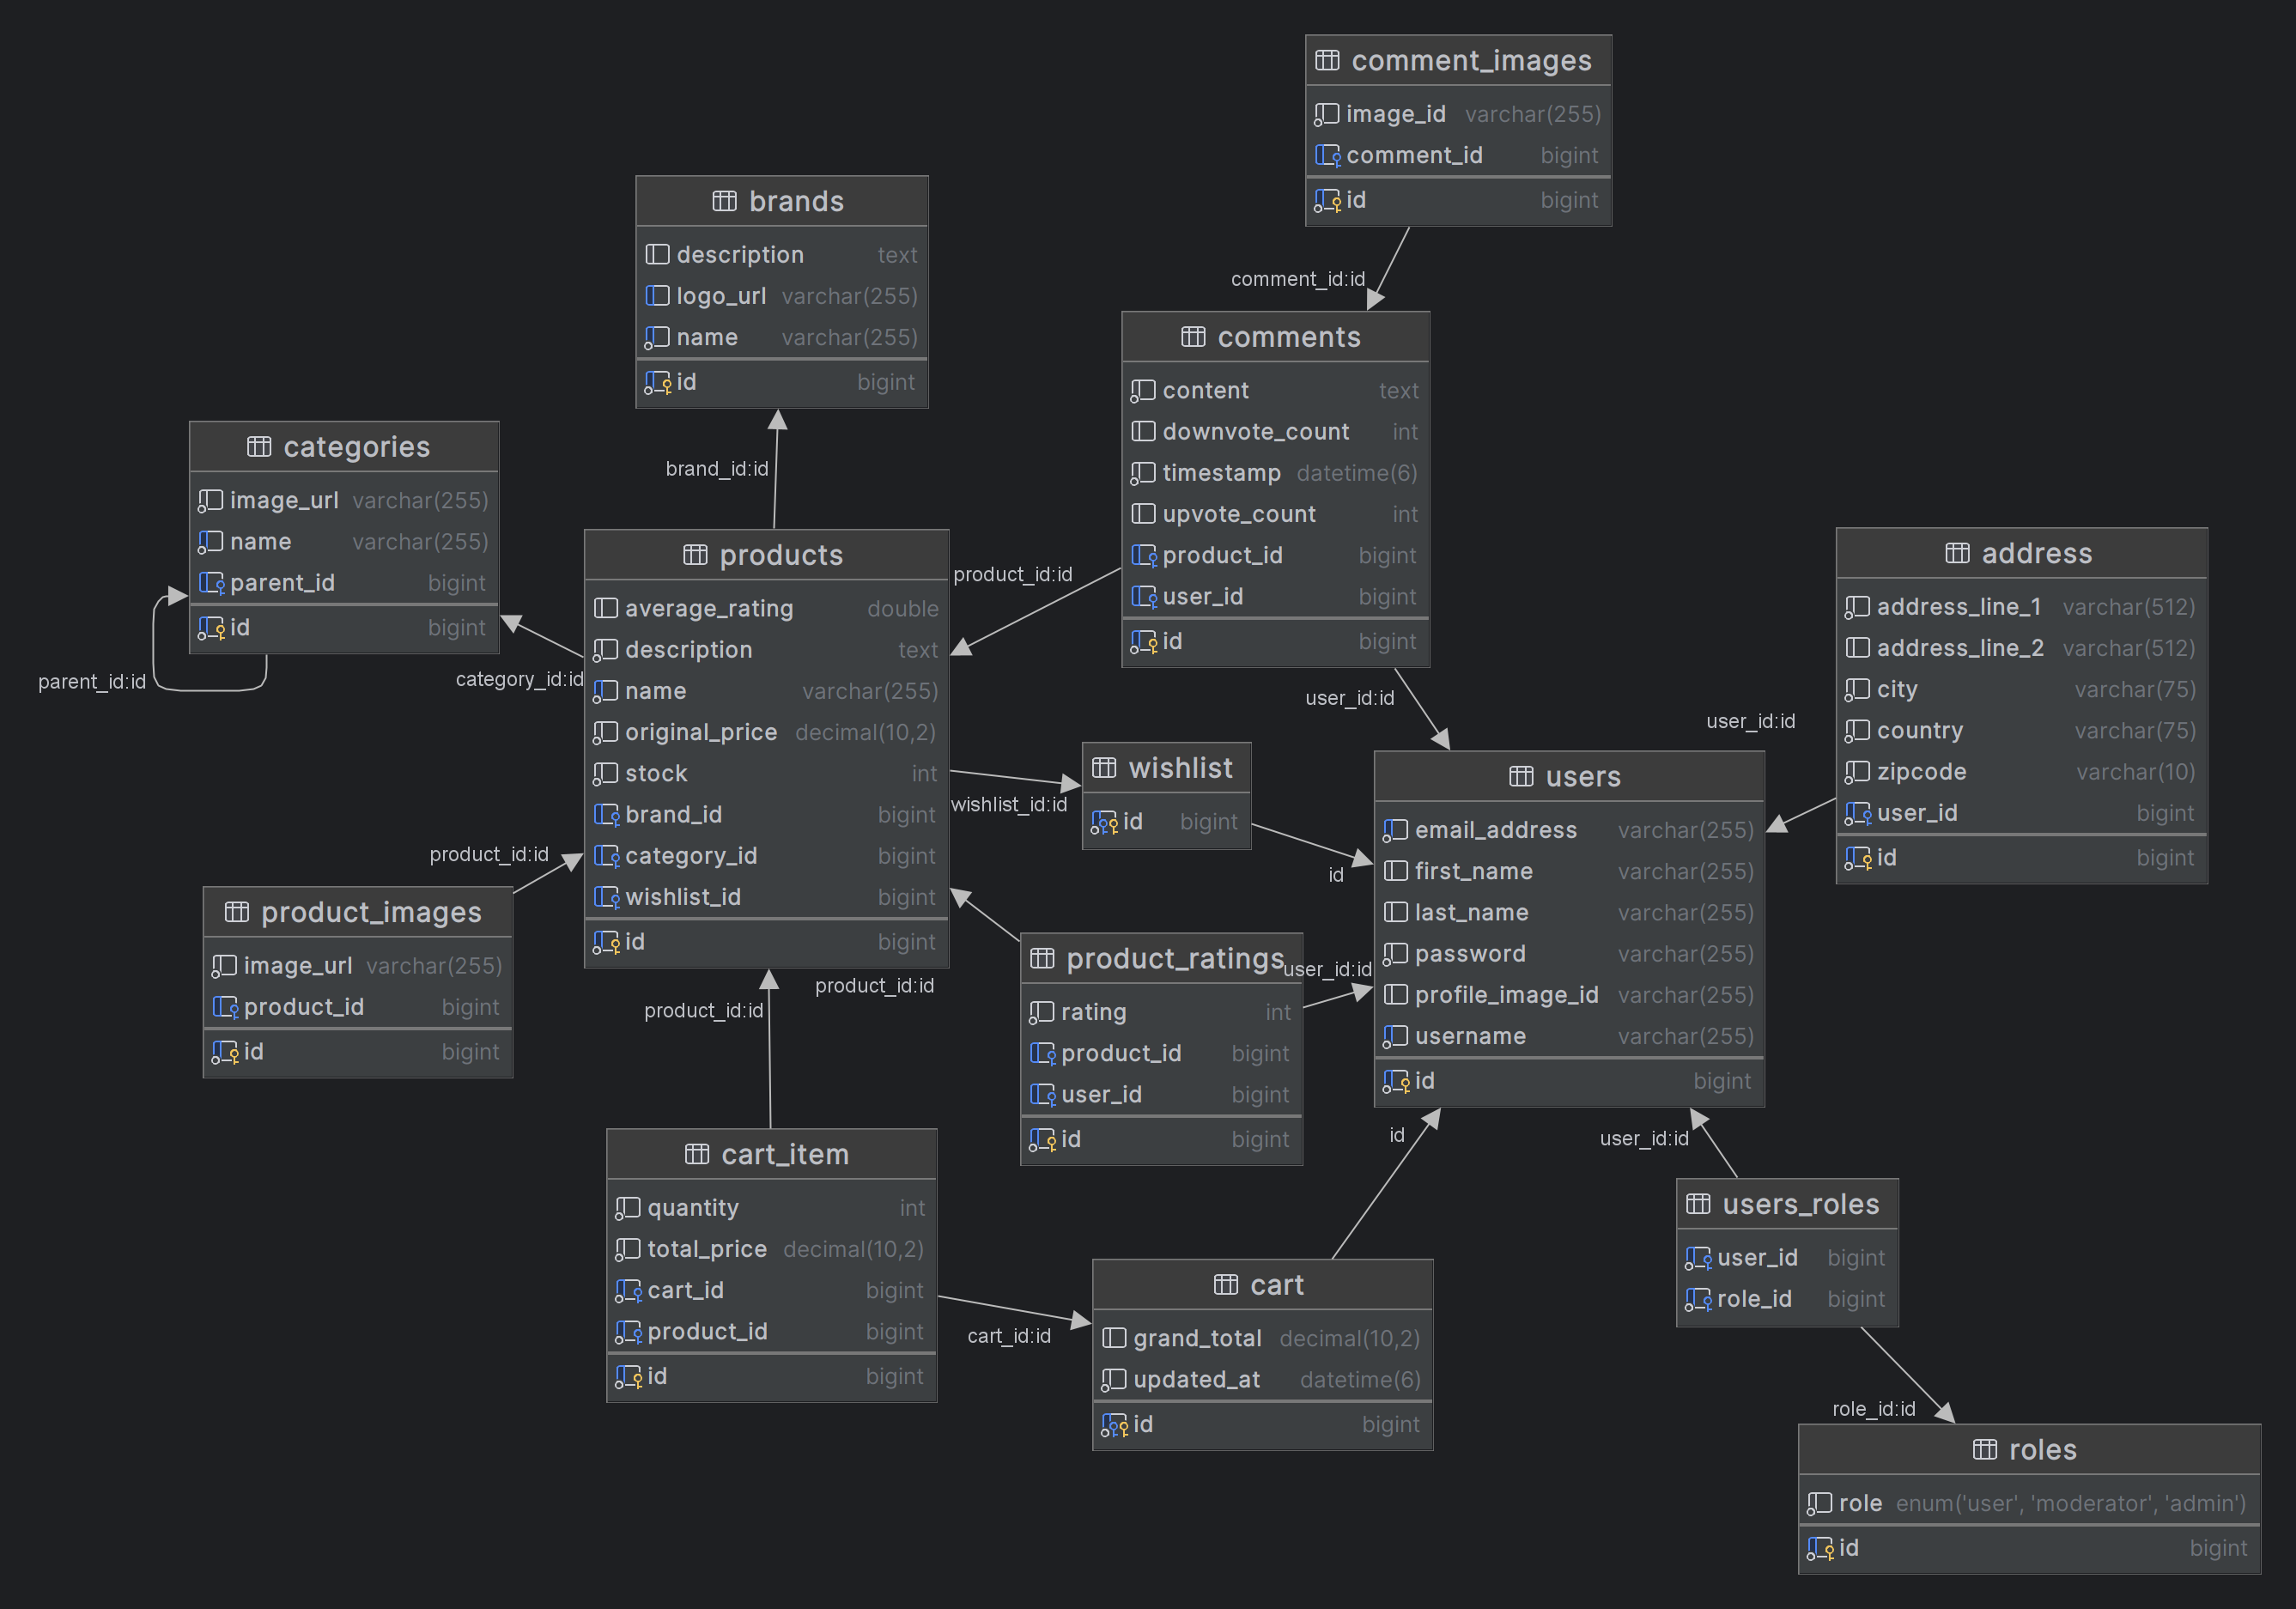 comment_images
image_id varchar(255)
comment_id bigint
id bigint
comment_id:id
brands
description text
logo_url varchar(255)
name varchar(255)
id bigint
brand_id:id
comments
content text
downvote_count int
timestamp datetime(6)
upvote_count int
product_id bigint
user_id bigint
id bigint
product_id:id
user_id:id
categories
image_url varchar(255)
name varchar(255)
parent_id bigint
id bigint
parent_id:id
category_id:id
products
average_rating double
description text
name varchar(255)
original_price decimal(10,2)
stock int
brand_id bigint
category_id bigint
wishlist_id bigint
id bigint
wishlist_id:id
wishlist
id bigint
id
address
address_line_1 varchar(512)
address_line_2 varchar(512)
city varchar(75)
country varchar(75)
zipcode varchar(10)
user_id bigint
id bigint
user_id:id
users
email_address varchar(255)
first_name varchar(255)
last_name varchar(255)
password varchar(255)
profile_image_id varchar(255)
username varchar(255)
id bigint
product_id:id
product_images
image_url varchar(255)
product_id bigint
id bigint
product_id:id
product_id:id
product_ratings
user_id:id
rating int
product_id bigint
user_id bigint
id bigint
cart_item
quantity int
total_price decimal(10,2)
cart_id bigint
product_id bigint
id bigint
cart_id:id
id
cart
grand_total decimal(10,2)
updated_at datetime(6)
id bigint
user_id:id
users_roles
user_id bigint
role_id bigint
role_id:id
roles
role enum('user', 'moderator', 'admin')
id bigint